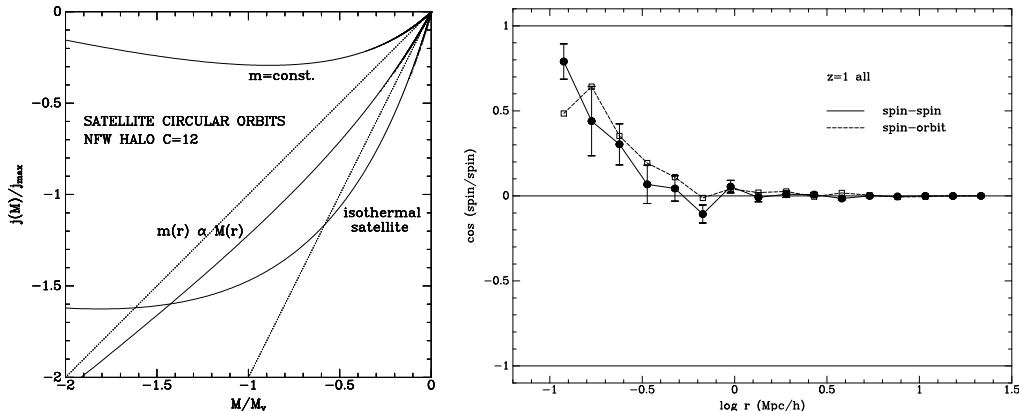 0
-0.5
-1
-1.5
-2
-2
-1.5
-1
-0.5
0
j(M)/j_max
M/M_v
m=const.
SATELLITE CIRCULAR ORBITS
NFW HALO C=12
m(r) ∝ M(r)
isothermal
satellite
1
0.5
0
-0.5
-1
-1
-0.5
0
0.5
1
1.5
cos (spin/spin)
log r (Mpc/h)
z=1 all
spin-spin
spin-orbit